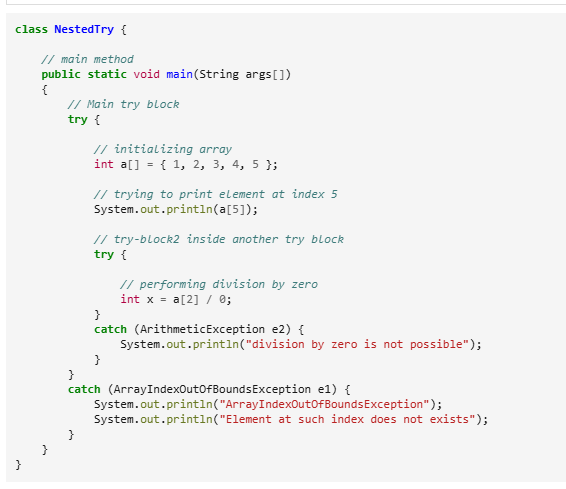 class NestedTry {
// main method
public static void main(String args[])
{
// Main try block
try {
// initializing array
int a[] = { 1, 2, 3, 4, 5 };
// trying to print element at index 5
System.out.println(a[5]);
// try-block2 inside another try block
try {
// performing division by zero
int x = a[2] / 0;
}
catch (ArithmeticException e2) {
System.out.println("division by zero is not possible");
}
}
catch (ArrayIndexOutOfBoundsException e1) {
System.out.println("ArrayIndexOutOfBoundsException");
System.out.println("Element at such index does not exists");
}
}
}